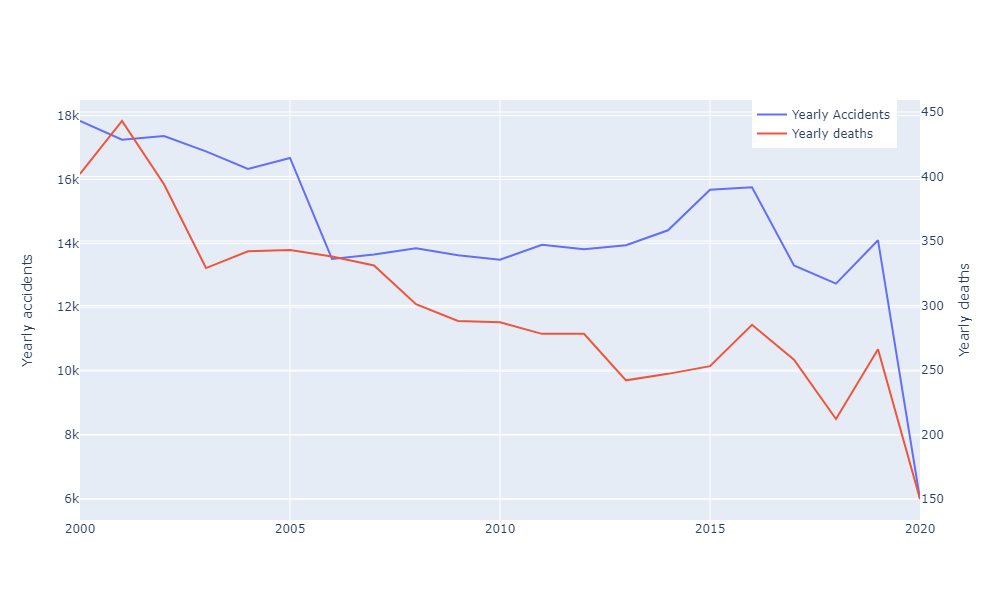 Yearly Accidents
Yearly deaths
18k
16k
14k
12k
10k
8k
6k
450
400
350
300
250
200
150
2000
2005
2010
2015
2020
Yearly accidents
Yearly deaths